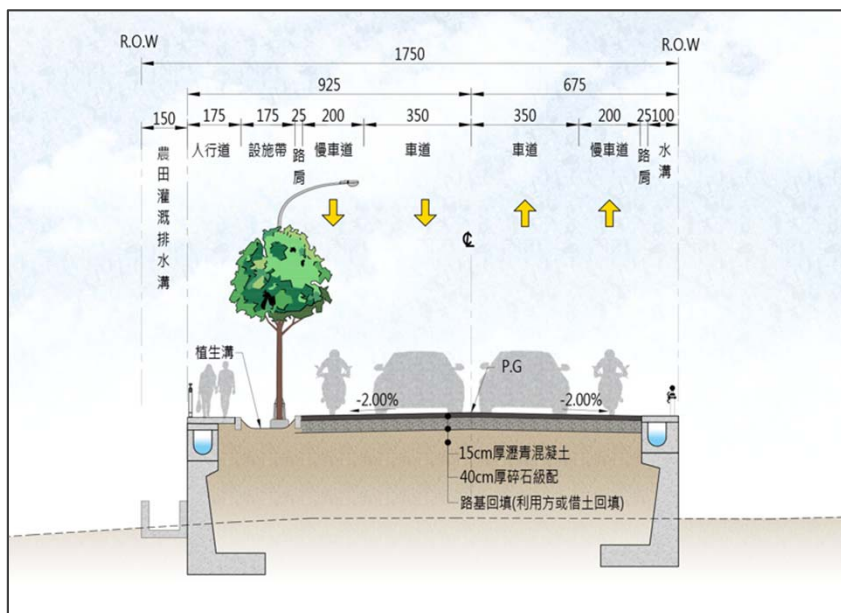 R.O.W
R.O.W
1750
925
675
150
175
175
25
200
350
350
200
25
100
農田灌溉排水溝
人行道
設施帶
路肩
慢車道
車道
車道
慢車道
路肩
水溝
℄
植生溝
P.G
-2.00%
-2.00%
15cm厚瀝青混凝土
40cm厚碎石級配
路基回填(利用方或借土回填)